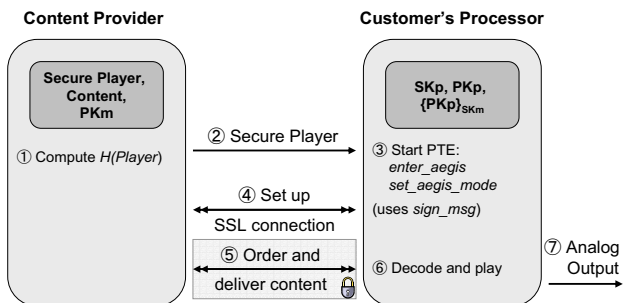 Content Provider
Customer's Processor
Secure Player,
Content,
PKm
SKp, PKp,
{PKp}SKm
① Compute H(Player)
② Secure Player
③ Start PTE:
enter_aegis
set_aegis_mode
(uses sign_msg)
④ Set up
SSL connection
⑤ Order and
deliver content
⑥ Decode and play
⑦ Analog
Output